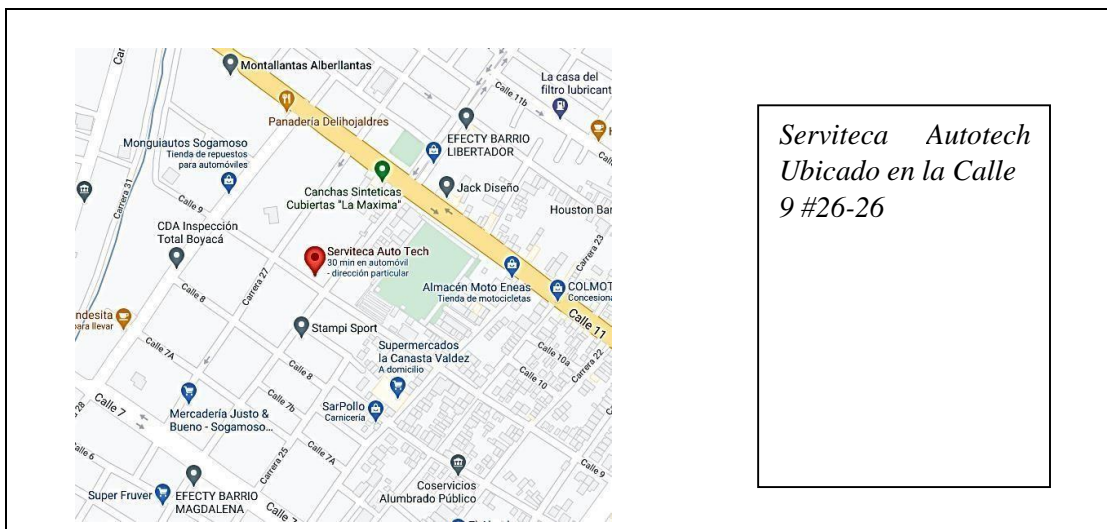 Montallantas Alberllantas
La casa del
filtro lubricant
Calle 11b
Panadería Delihojaldres
EFECTY BARRIO
LIBERTADOR
Monguiautos Sogamoso
Tienda de repuestos
para automóviles
Carrera 31
Calle 9
Canchas Sinteticas
Cubiertas "La Maxima"
Jack Diseño
Houston Bar
CDA Inspección
Total Boyacá
Carrera 23
Serviteca Auto Tech
30 min en automóvil
- dirección particular
Carrera 27
Almacén Moto Eneas
Tienda de motocicletas
COLMOT
Concesiona
Calle 8
ndesita
para llevar
Stampi Sport
Calle 11
Calle 7A
Supermercados
la Canasta Valdez
A domicilio
Calle 10a
Carrera 22
Calle 8
Calle 10
Mercadería Justo &
Bueno - Sogamoso...
Calle 7b
SarPollo
Carnicería
28
Calle 7
Carrera 25
Calle 7A
Calle 9
Calle 6
Coservicios
Alumbrado Público
Super Fruver
EFECTY BARRIO
MAGDALENA
Serviteca Autotech
Ubicado en la Calle
9 #26-26